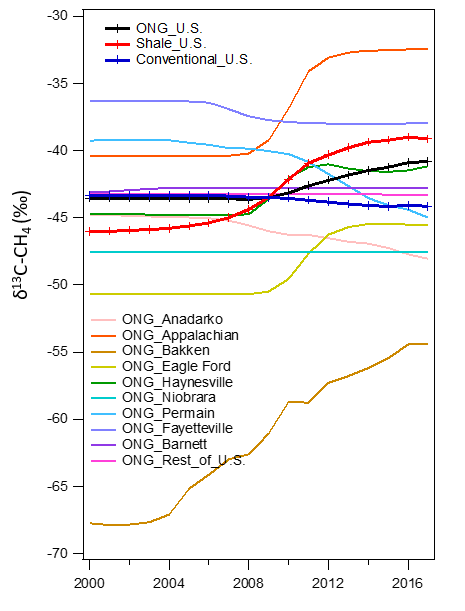 -30
-35
-40
-45
-50
-55
-60
-65
-70
δ13C-CH4 (‰)
ONG_U.S.
Shale_U.S.
Conventional_U.S.
ONG_Anadarko
ONG_Appalachian
ONG_Bakken
ONG_Eagle Ford
ONG_Haynesville
ONG_Niobrara
ONG_Permain
ONG_Fayetteville
ONG_Barnett
ONG_Rest_of_U.S.
2000 2004 2008 2012 2016